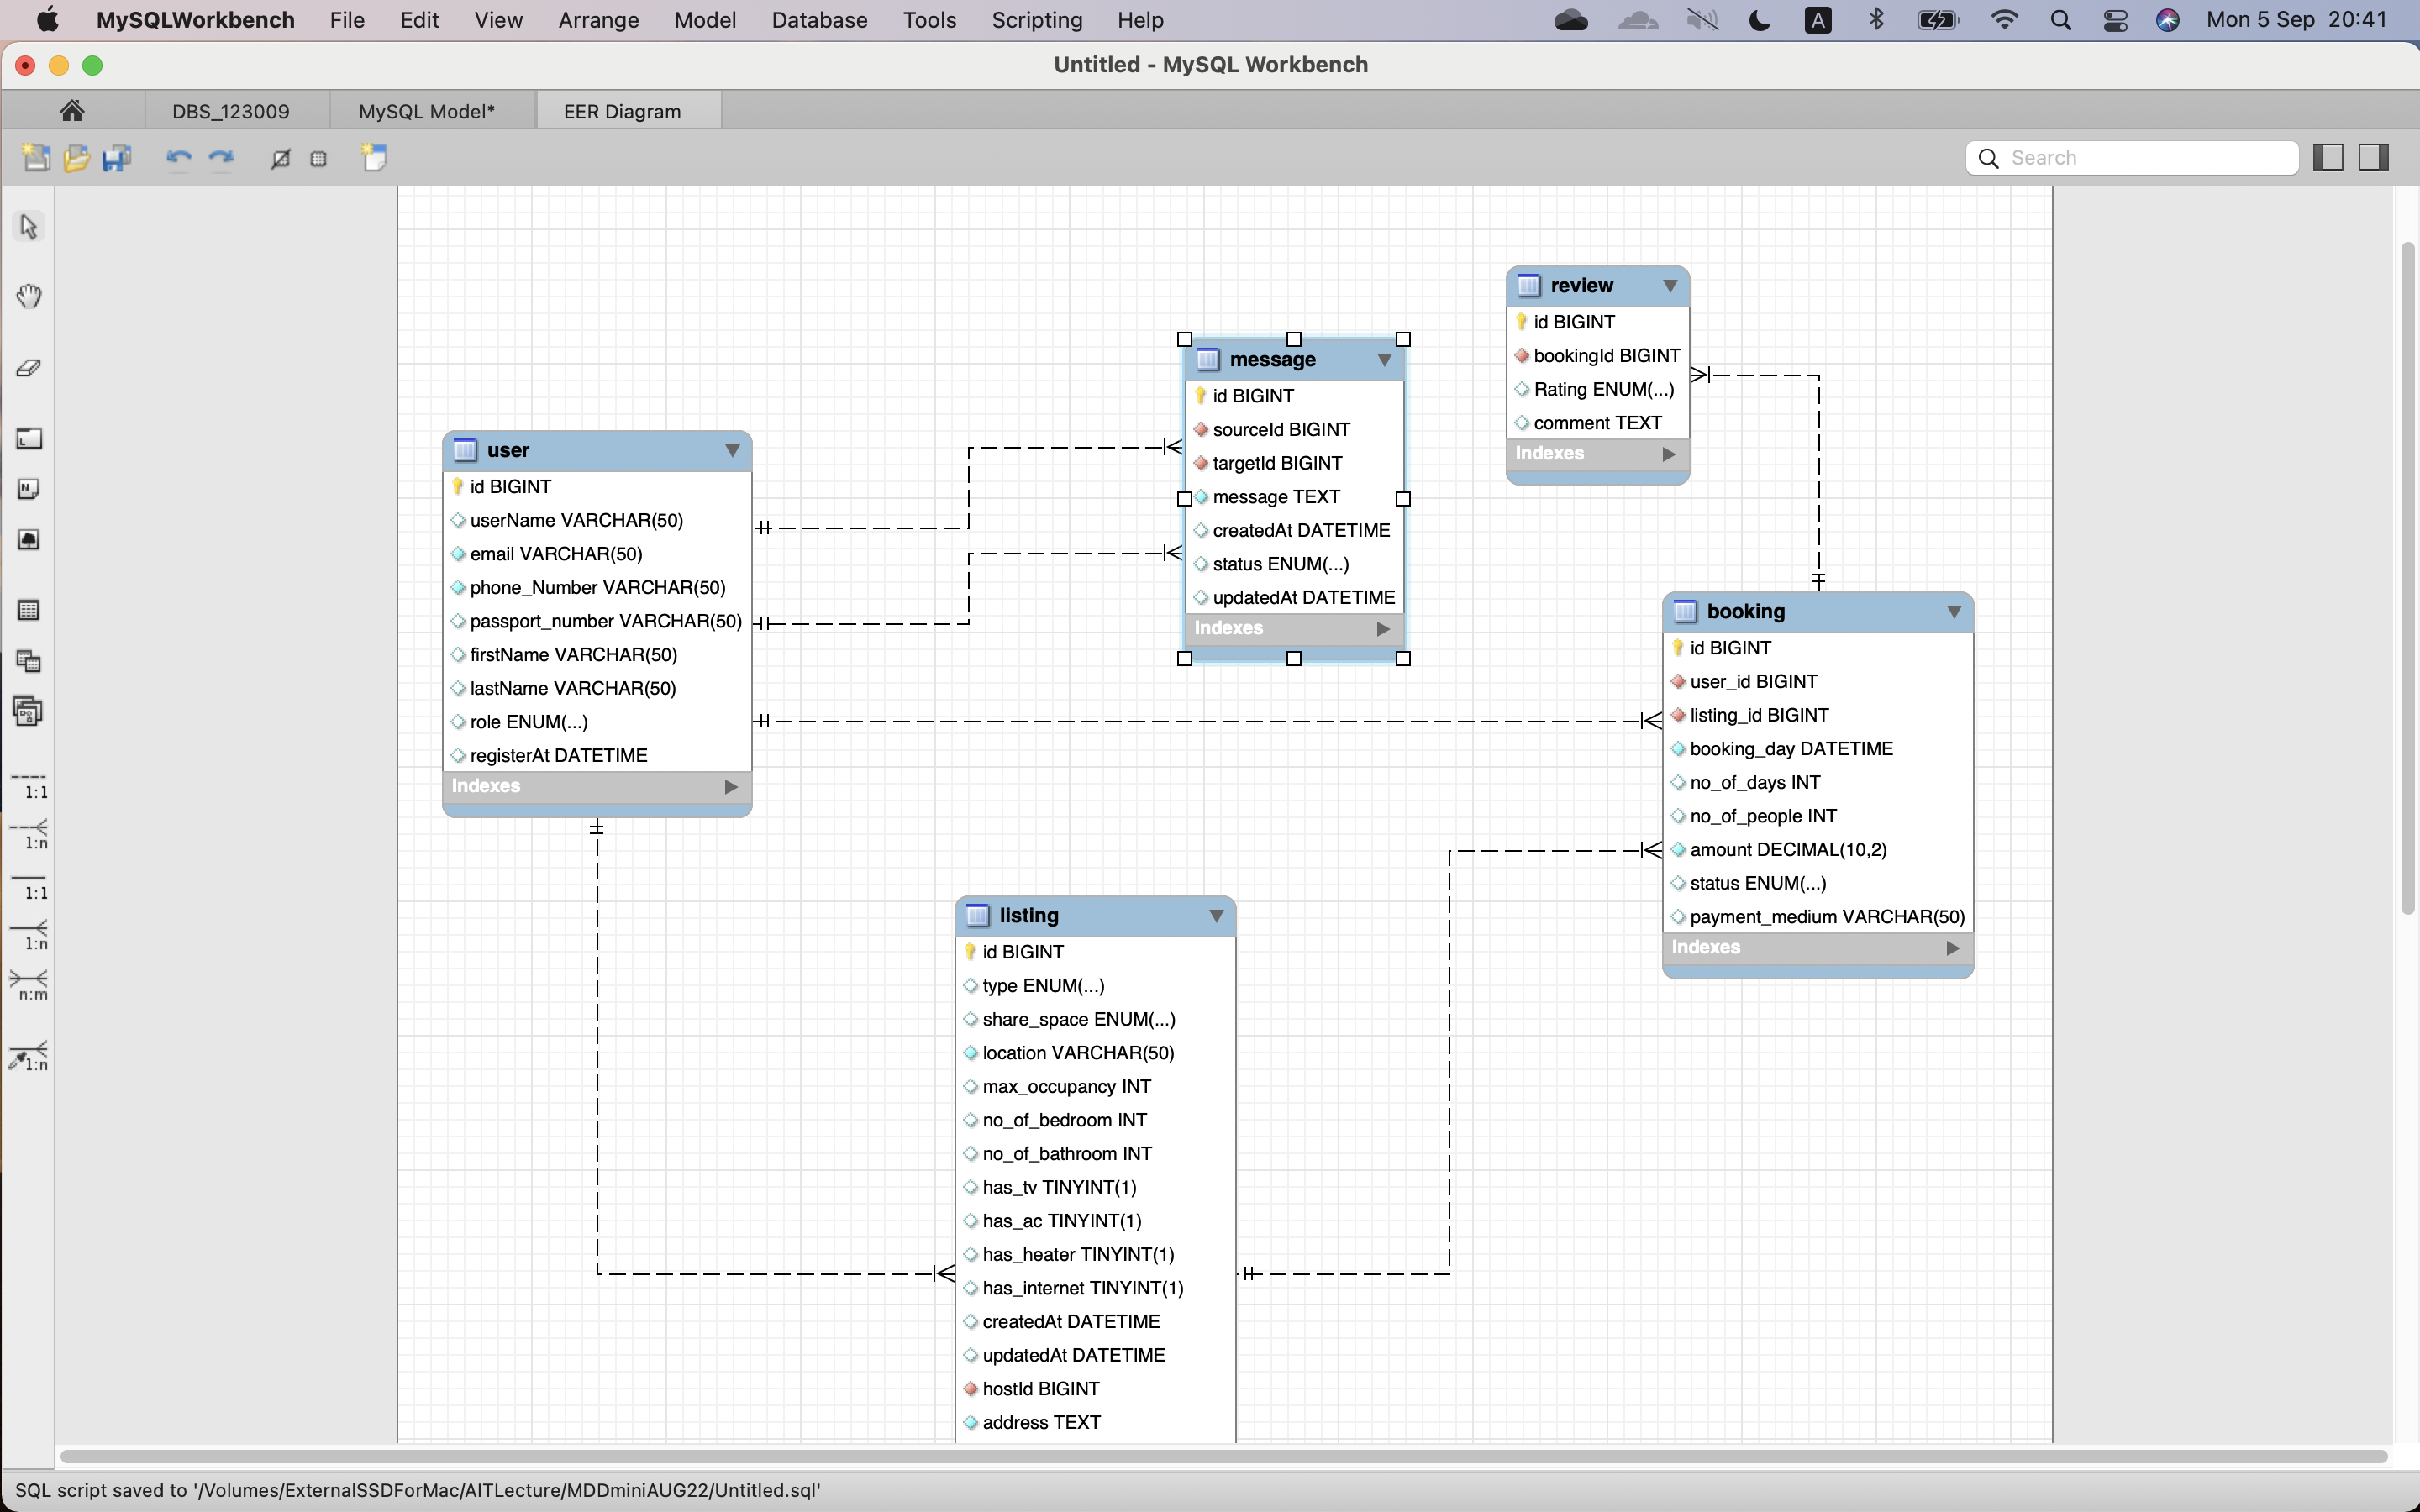 MySQLWorkbench File Edit View Arrange Model Database Tools Scripting Help A Mon 5 Sep 20:41
Untitled - MySQL Workbench
DBS_123009 MySQL Model* EER Diagram
Search
review
id BIGINT
bookingId BIGINT
Rating ENUM(...)
comment TEXT
Indexes
message
id BIGINT
sourceId BIGINT
targetId BIGINT
message TEXT
createdAt DATETIME
status ENUM(...)
updatedAt DATETIME
Indexes
user
id BIGINT
userName VARCHAR(50)
email VARCHAR(50)
phone_Number VARCHAR(50)
passport_number VARCHAR(50)
firstName VARCHAR(50)
lastName VARCHAR(50)
role ENUM(...)
registerAt DATETIME
Indexes
booking
id BIGINT
user_id BIGINT
listing_id BIGINT
booking_day DATETIME
no_of_days INT
no_of_people INT
amount DECIMAL(10,2)
status ENUM(...)
payment_medium VARCHAR(50)
Indexes
listing
id BIGINT
type ENUM(...)
share_space ENUM(...)
location VARCHAR(50)
max_occupancy INT
no_of_bedroom INT
no_of_bathroom INT
has_tv TINYINT(1)
has_ac TINYINT(1)
has_heater TINYINT(1)
has_internet TINYINT(1)
createdAt DATETIME
updatedAt DATETIME
hostId BIGINT
address TEXT
1:1
1:n
1:1
1:n
n:m
1:n
SQL script saved to '/Volumes/ExternalSSDForMac/AITLecture/MDDminiAUG22/Untitled.sql'